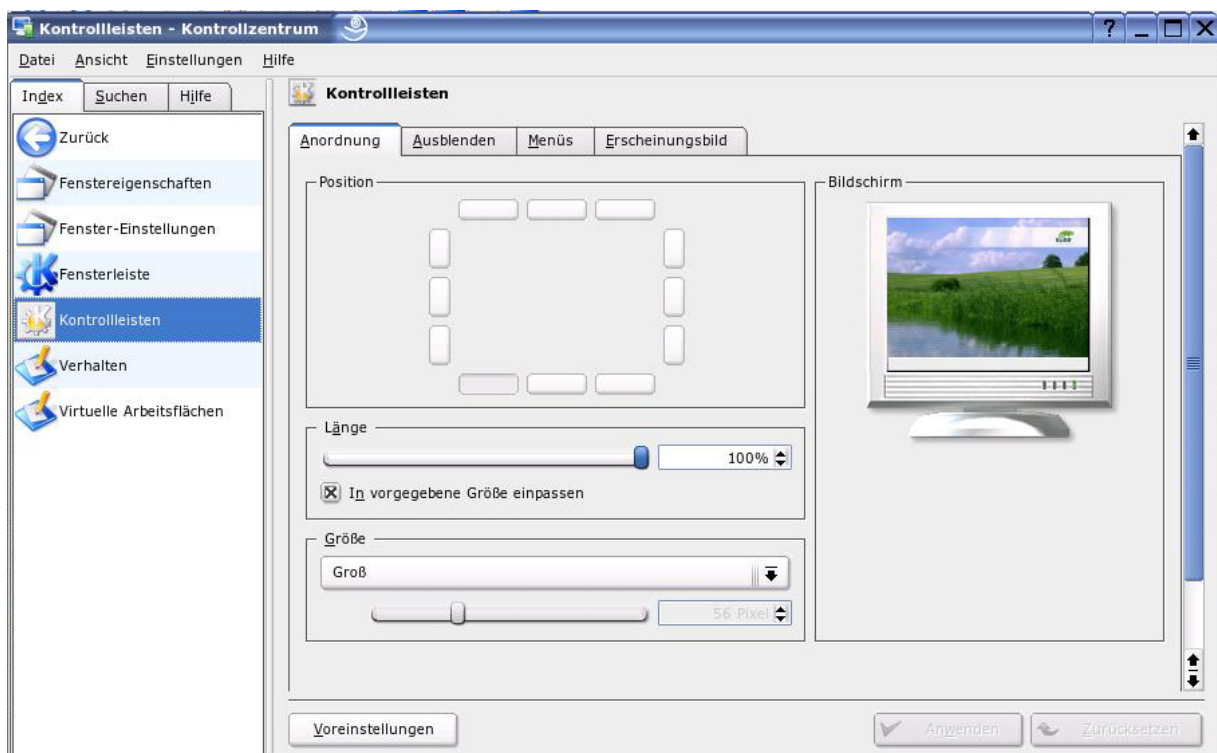 Kontrollleisten - Kontrollzentrum
Datei Ansicht Einstellungen Hilfe
Index Suchen Hilfe
Zurück
Fenstereigenschaften
Fenster-Einstellungen
Fensterleiste
Kontrollleisten
Verhalten
Virtuelle Arbeitsflächen
Kontrollleisten
Anordnung Ausblenden Menüs Erscheinungsbild
Position
Bildschirm
Länge
100%
In vorgegebene Größe einpassen
Größe
Groß
56 Pixel
Voreinstellungen
Anwenden
Zurücksetzen